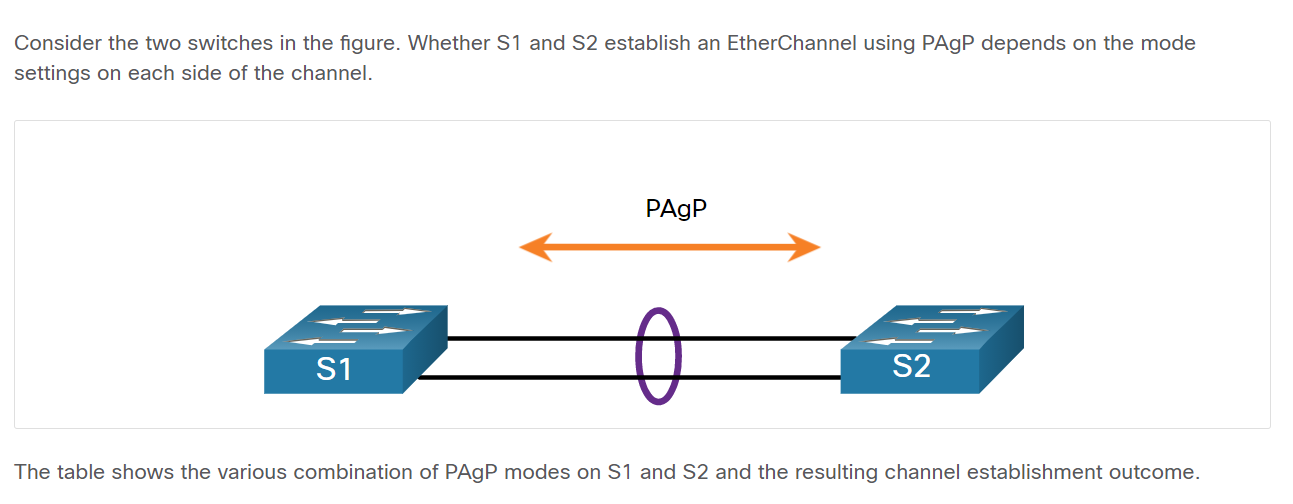 Consider the two switches in the figure. Whether S1 and S2 establish an EtherChannel using PAgP depends on the mode
settings on each side of the channel.
PAgP
S1
S2
The table shows the various combination of PAgP modes on S1 and S2 and the resulting channel establishment outcome.